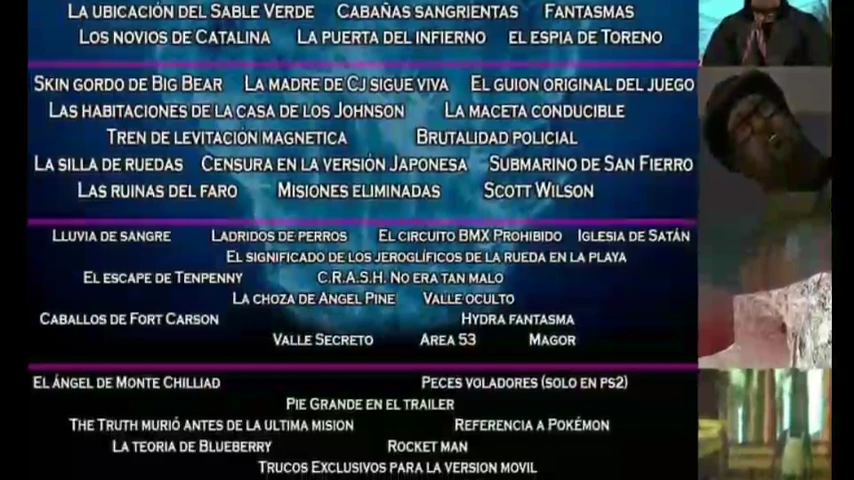 La ubicación del Sable Verde Cabañas sangrientas Fantasmas
Los novios de Catalina La puerta del infierno El espia de Toreno
Skin gordo de Big Bear La madre de CJ sigue viva El guion original del juego
Las habitaciones de la casa de los Johnson La maceta conducible
Tren de levitación magnetica Brutalidad policial
La silla de ruedas Censura en la versión Japonesa Submarino de San Fierro
Las ruinas del faro Misiones eliminadas Scott Wilson
Lluvia de sangre Ladridos de perros El circuito BMX Prohibido Iglesia de Satán
El significado de los jeroglíficos de la rueda en la playa
El escape de Tenpenny C.R.A.S.H. No era tan malo
La choza de Angel Pine Valle oculto
Caballos de Fort Carson Hydra fantasma
Valle Secreto Area 53 Magor
El ángel de Monte Chilliad Peces voladores (solo en ps2)
Pie Grande en el trailer
The Truth murió antes de la ultima mision Referencia a Pokémon
La teoria de Blueberry Rocket man
Trucos Exclusivos para la version movil